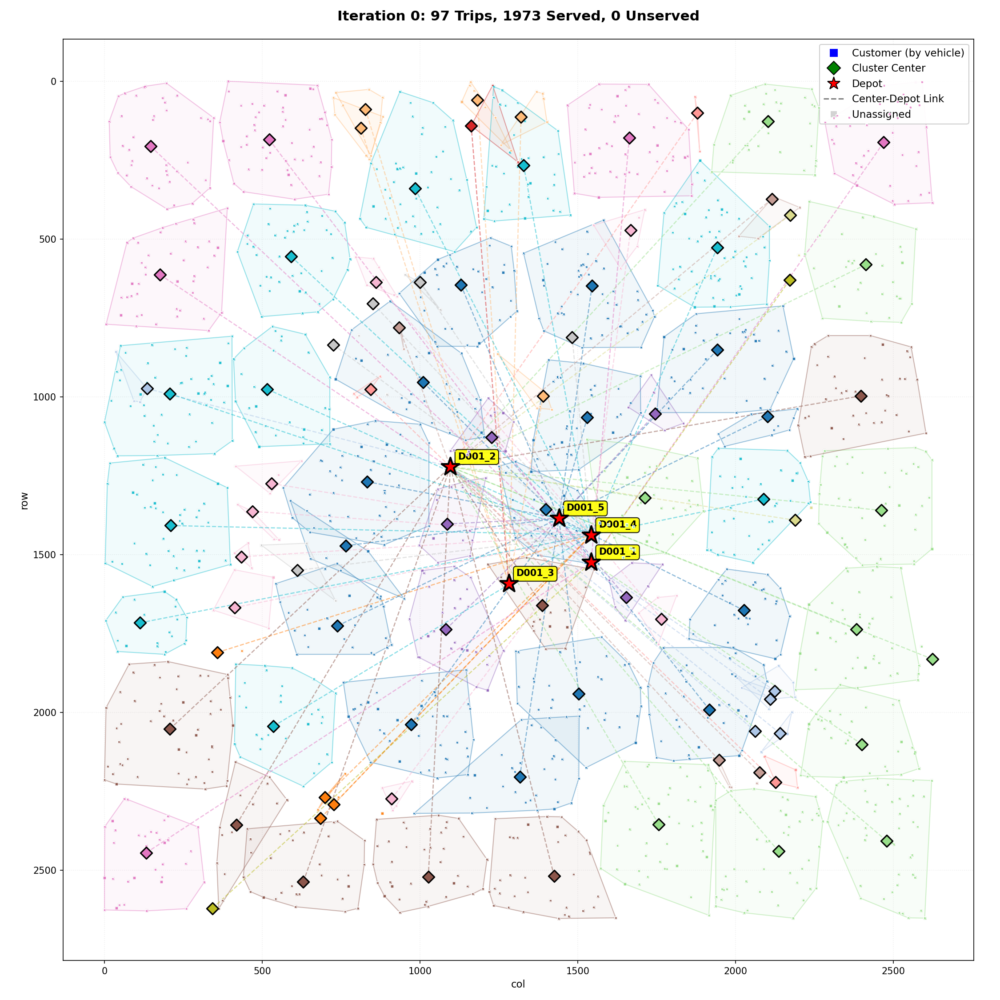 Iteration 0: 97 Trips, 1973 Served, 0 Unserved
Customer (by vehicle)
Cluster Center
Depot
Center-Depot Link
Unassigned
0
500
1000
1500
2000
2500
row
D001_2
D001_5
D001_4
D001_1
D001_3
0
500
1000
1500
2000
2500
col